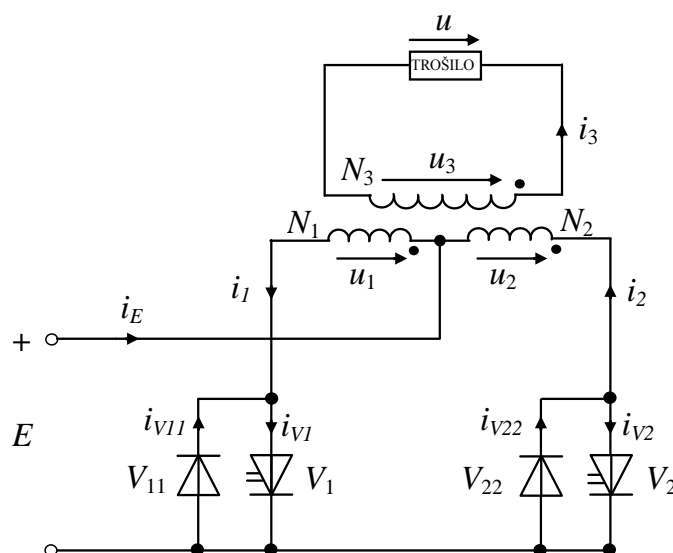 u
TROŠILO
i3
N3
u3
N1
N2
u1
u2
i1
i2
iE
+
E
iV11
iV1
iV22
iV2
V11
V1
V22
V2